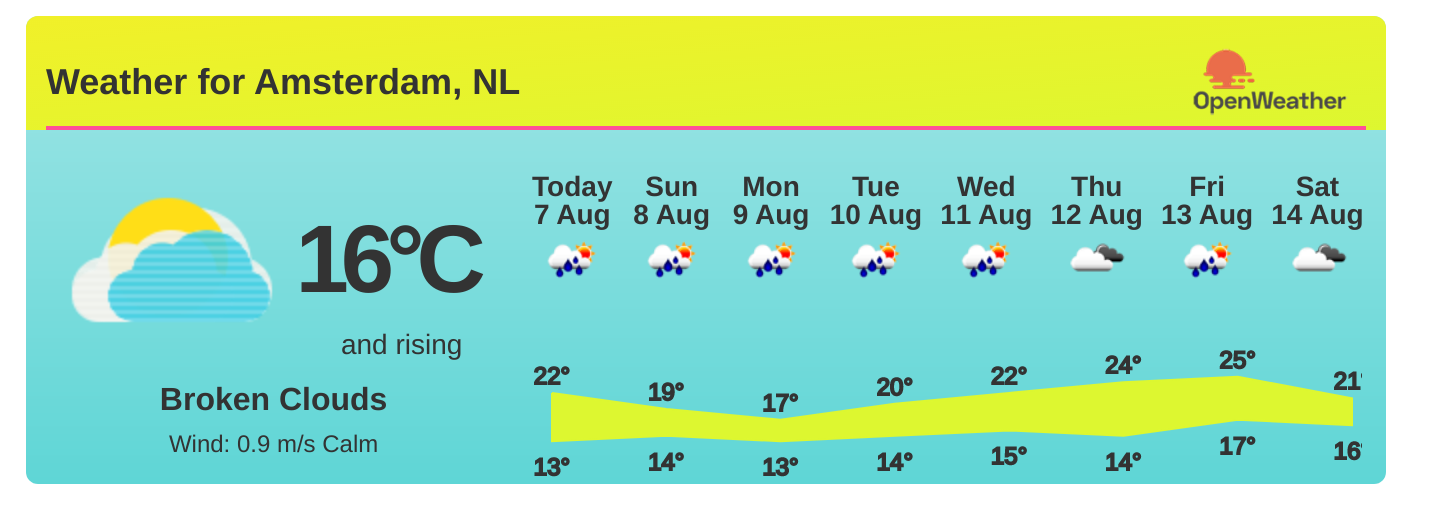 Weather for Amsterdam, NL
OpenWeather
16°C
and rising
Broken Clouds
Wind: 0.9 m/s Calm
Today Sun Mon Tue Wed Thu Fri Sat
7 Aug 8 Aug 9 Aug 10 Aug 11 Aug 12 Aug 13 Aug 14 Aug
22° 19° 17° 20° 22° 24° 25° 21°
13° 14° 13° 14° 15° 14° 17° 16°